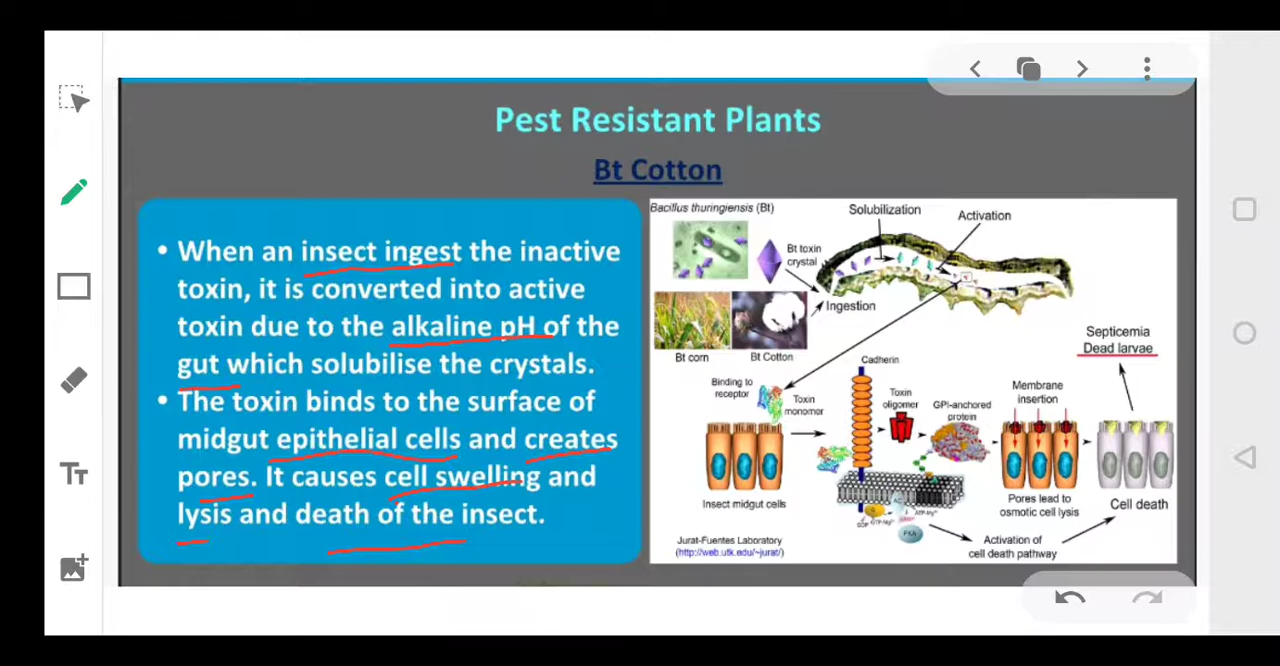 Pest Resistant Plants
Bt Cotton
• When an insect ingest the inactive
toxin, it is converted into active
toxin due to the alkaline pH of the
gut which solubilise the crystals.
• The toxin binds to the surface of
midgut epithelial cells and creates
pores. It causes cell swelling and
lysis and death of the insect.
Bacillus thuringiensis (Bt)
Solubilization
Activation
Bt toxin
crystal
Ingestion
Bt corn
Bt Cotton
Septicemia
Dead larvae
Binding to
receptor
Toxin
monomer
Cadherin
Toxin
oligomer
GPI-anchored
protein
Membrane
insertion
Insect midgut cells
Pores lead to
osmotic cell lysis
Cell death
PKA
Activation of
cell death pathway
Jurat-Fuentes Laboratory
(http://web.utk.edu/~jurat/)
TT